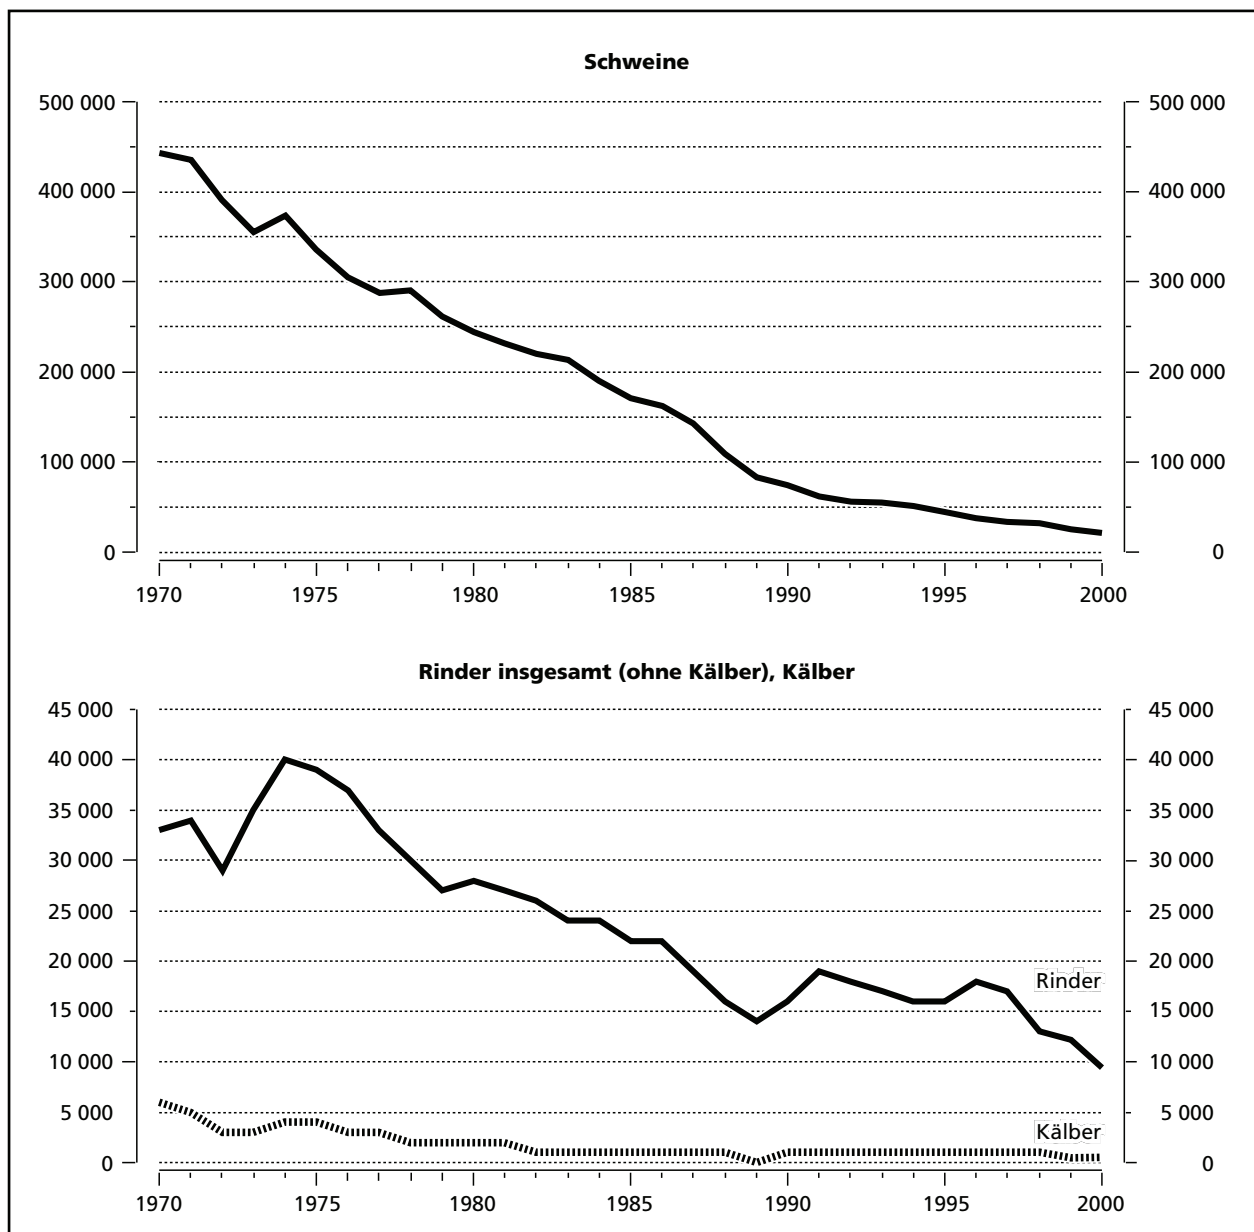 Schweine
500 000 500 000
400 000 400 000
300 000 300 000
200 000 200 000
100 000 100 000
0 0
1970 1975 1980 1985 1990 1995 2000
Rinder insgesamt (ohne Kälber), Kälber
45 000 45 000
40 000 40 000
35 000 35 000
30 000 30 000
25 000 25 000
20 000 20 000
Rinder
15 000 15 000
10 000 10 000
5 000 5 000
Kälber
0 0
1970 1975 1980 1985 1990 1995 2000